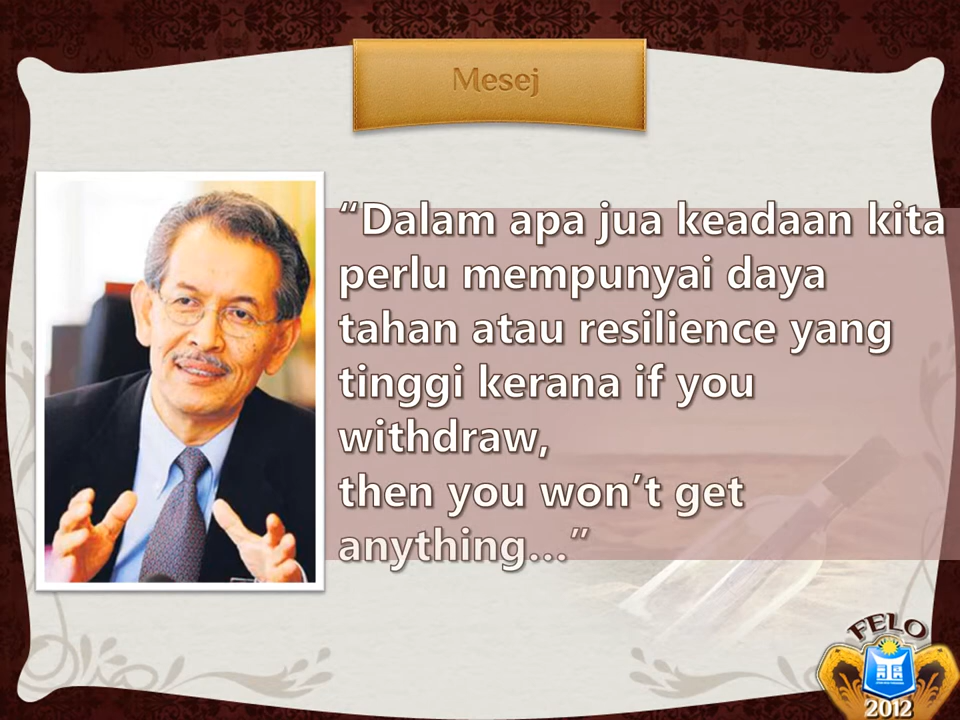 Mesej
“Dalam apa jua keadaan kita
perlu mempunyai daya
tahan atau resilience yang
tinggi kerana if you
withdraw,
then you won’t get
anything…”
FELO
2012